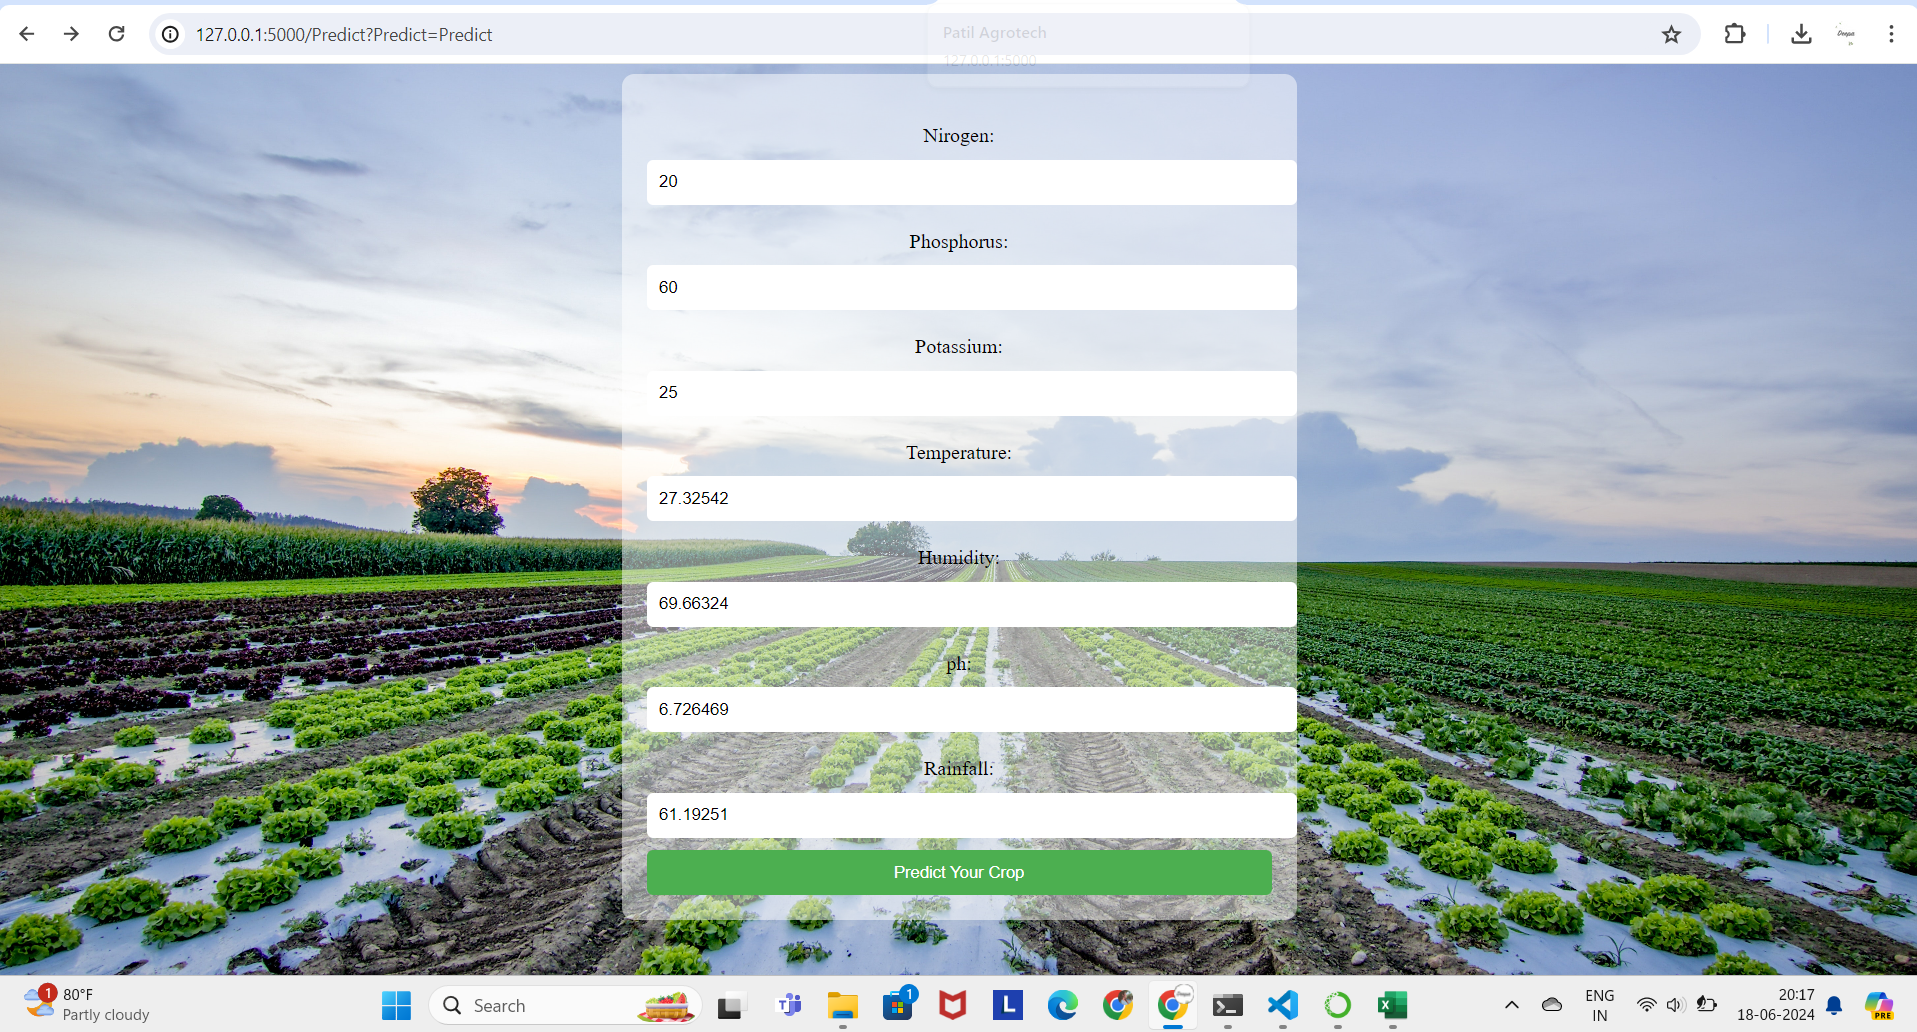 127.0.0.1:5000/Predict?Predict=Predict
Patil Agrotech
127.0.0.1:5000
Nirogen:
20
Phosphorus:
60
Potassium:
25
Temperature:
27.32542
Humidity:
69.66324
ph:
6.726469
Rainfall:
61.19251
Predict Your Crop
1
80°F
Partly cloudy
Search
1
L
ENG
IN
20:17
18-06-2024
PRE